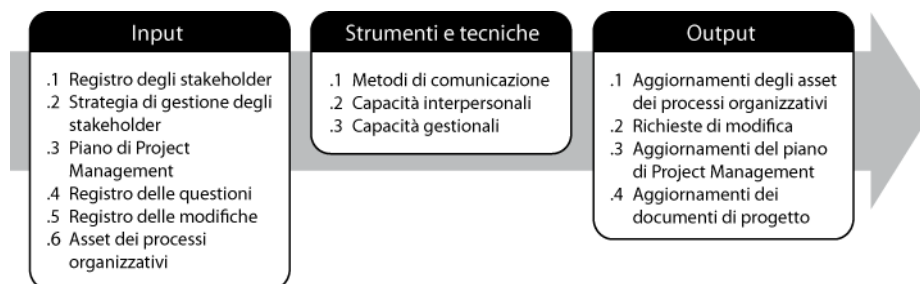 Input
.1 Registro degli stakeholder
.2 Strategia di gestione degli
stakeholder
.3 Piano di Project
Management
.4 Registro delle questioni
.5 Registro delle modifiche
.6 Asset dei processi
organizzativi
Strumenti e tecniche
.1 Metodi di comunicazione
.2 Capacità interpersonali
.3 Capacità gestionali
Output
.1 Aggiornamenti degli asset
dei processi organizzativi
.2 Richieste di modifica
.3 Aggiornamenti del piano
di Project Management
.4 Aggiornamenti dei
documenti di progetto